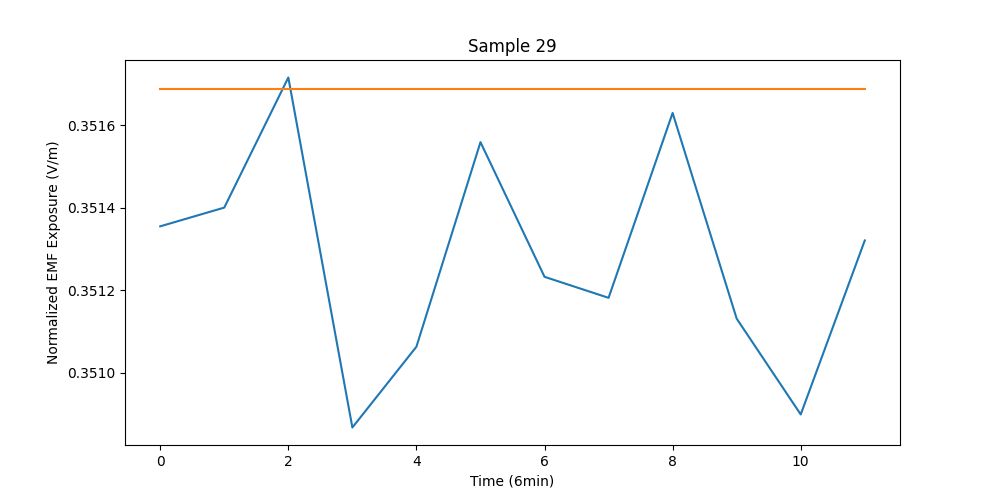 Sample 29
Normalized EMF Exposure (V/m)
0.3516
0.3514
0.3512
0.3510
0 2 4 6 8 10
Time (6min)